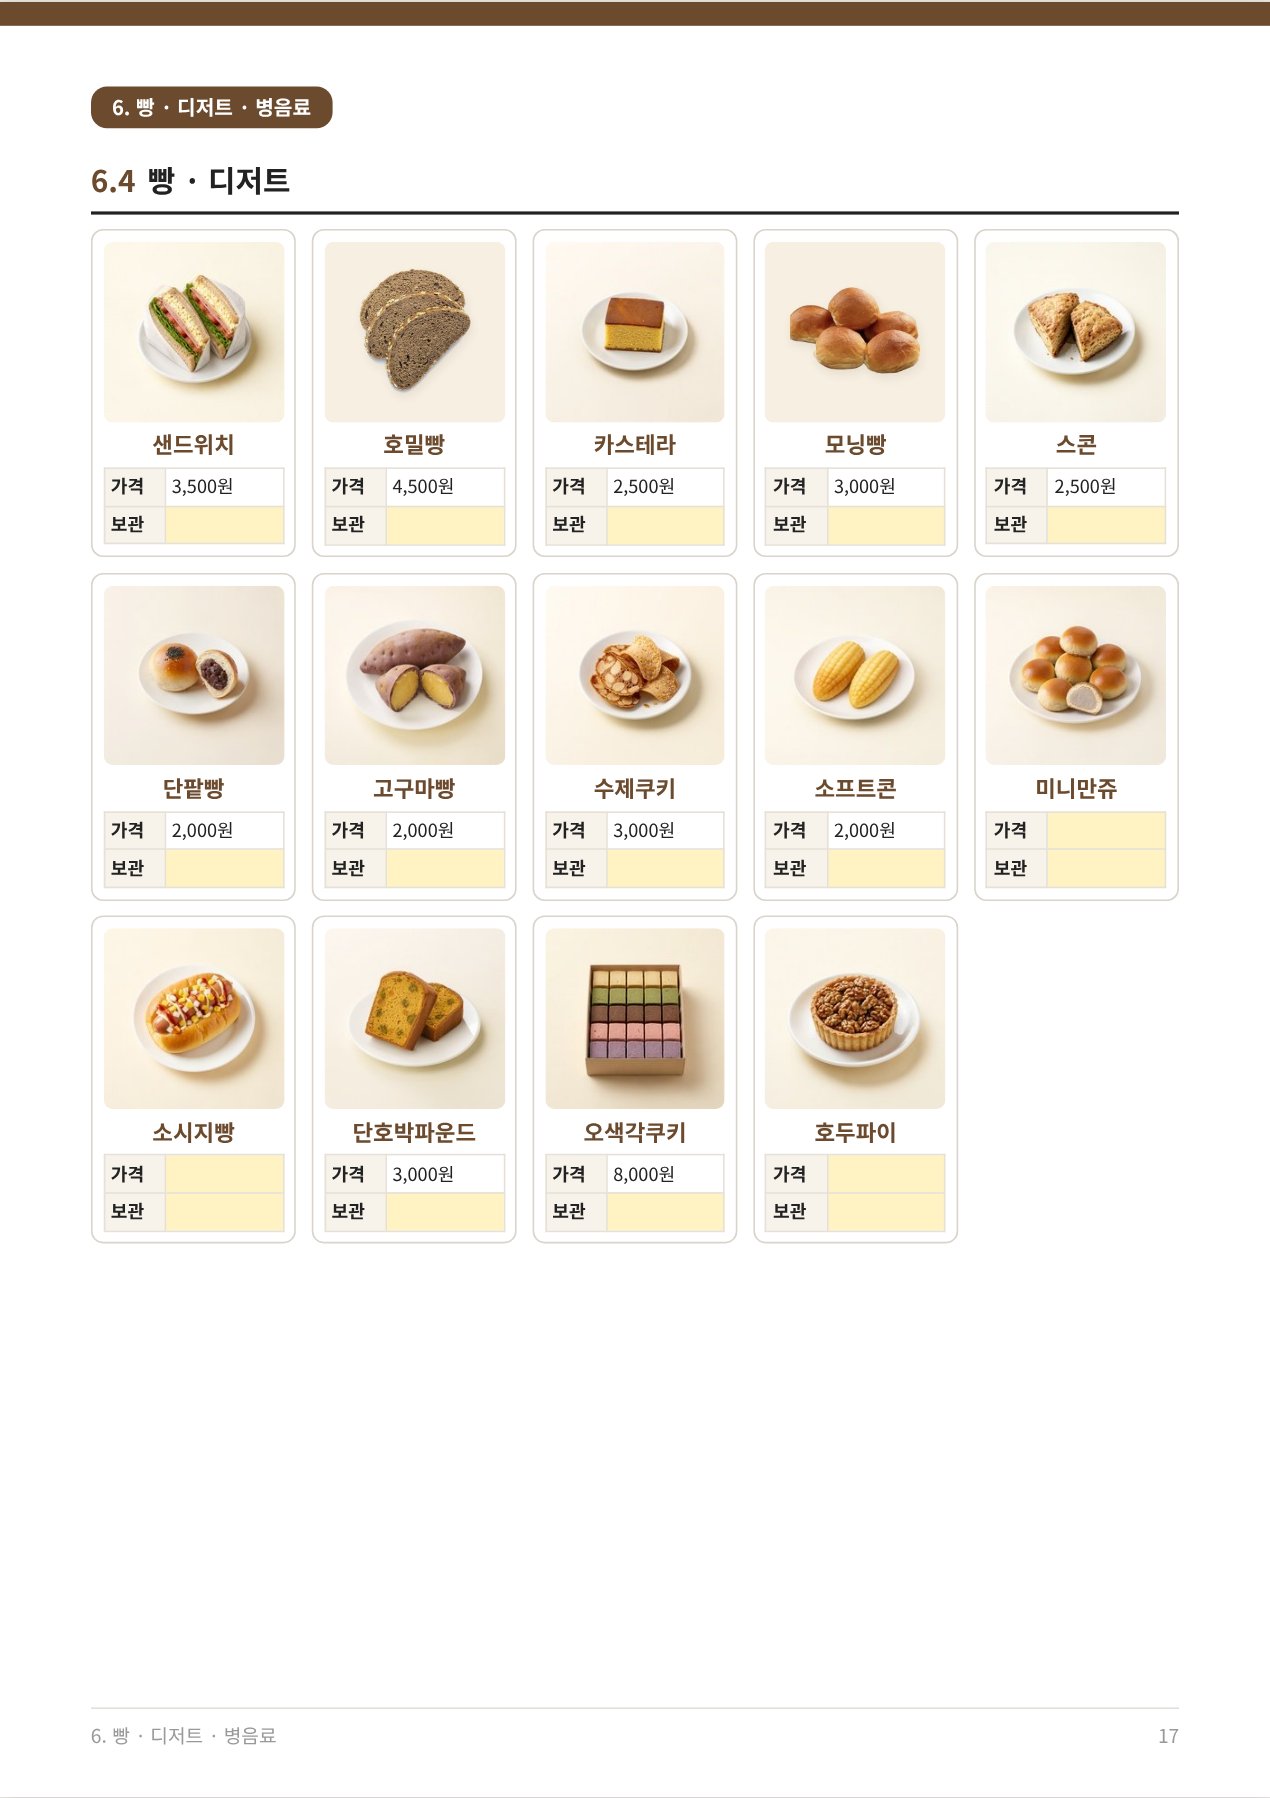 6. 빵 · 디저트 · 병음료
6.4 빵 · 디저트
샌드위치
가격 3,500원
보관
호밀빵
가격 4,500원
보관
카스테라
가격 2,500원
보관
모닝빵
가격 3,000원
보관
스콘
가격 2,500원
보관
단팥빵
가격 2,000원
보관
고구마빵
가격 2,000원
보관
수제쿠키
가격 3,000원
보관
소프트콘
가격 2,000원
보관
미니만쥬
가격
보관
소시지빵
가격
보관
단호박파운드
가격 3,000원
보관
오색각쿠키
가격 8,000원
보관
호두파이
가격
보관
6. 빵 · 디저트 · 병음료
17